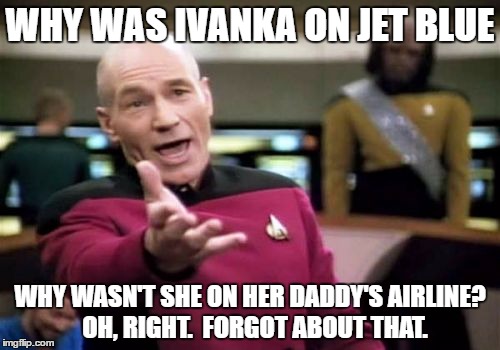 WHY WAS IVANKA ON JET BLUE
WHY WASN'T SHE ON HER DADDY'S AIRLINE?
OH, RIGHT.  FORGOT ABOUT THAT.
imgflip.com